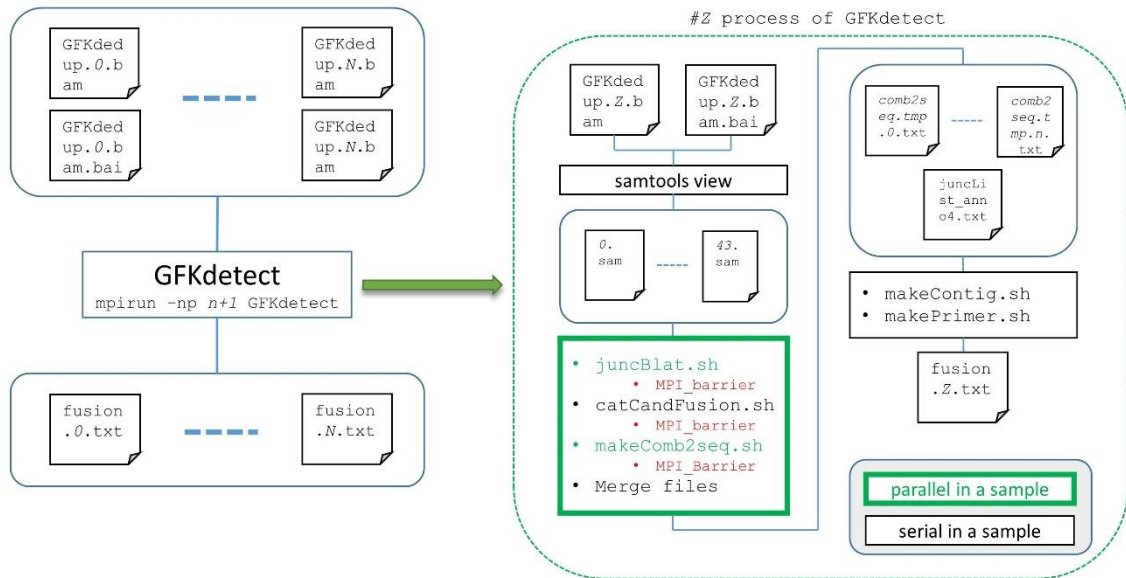 GFKded
up.0.b
am
GFKded
up.N.b
am
GFKded
up.0.b
am.bai
GFKded
up.N.b
am
GFKdetect
mpirun –np n+1 GFKdetect
fusion
.0.txt
fusion
.N.txt
#Z process of GFKdetect
GFKded
up.Z.b
am
GFKded
up.Z.b
am.bai
samtools view
0.
sam
43.
sam
• juncBlat.sh
• MPI_barrier
• catCandFusion.sh
• MPI_barrier
• makeComb2seq.sh
• MPI_Barrier
• Merge files
comb2s
eq.tmp
.0.txt
comb2
seq.t
mp.n.
txt
juncLi
st_ann
o4.txt
• makeContig.sh
• makePrimer.sh
fusion
.Z.txt
parallel in a sample
serial in a sample